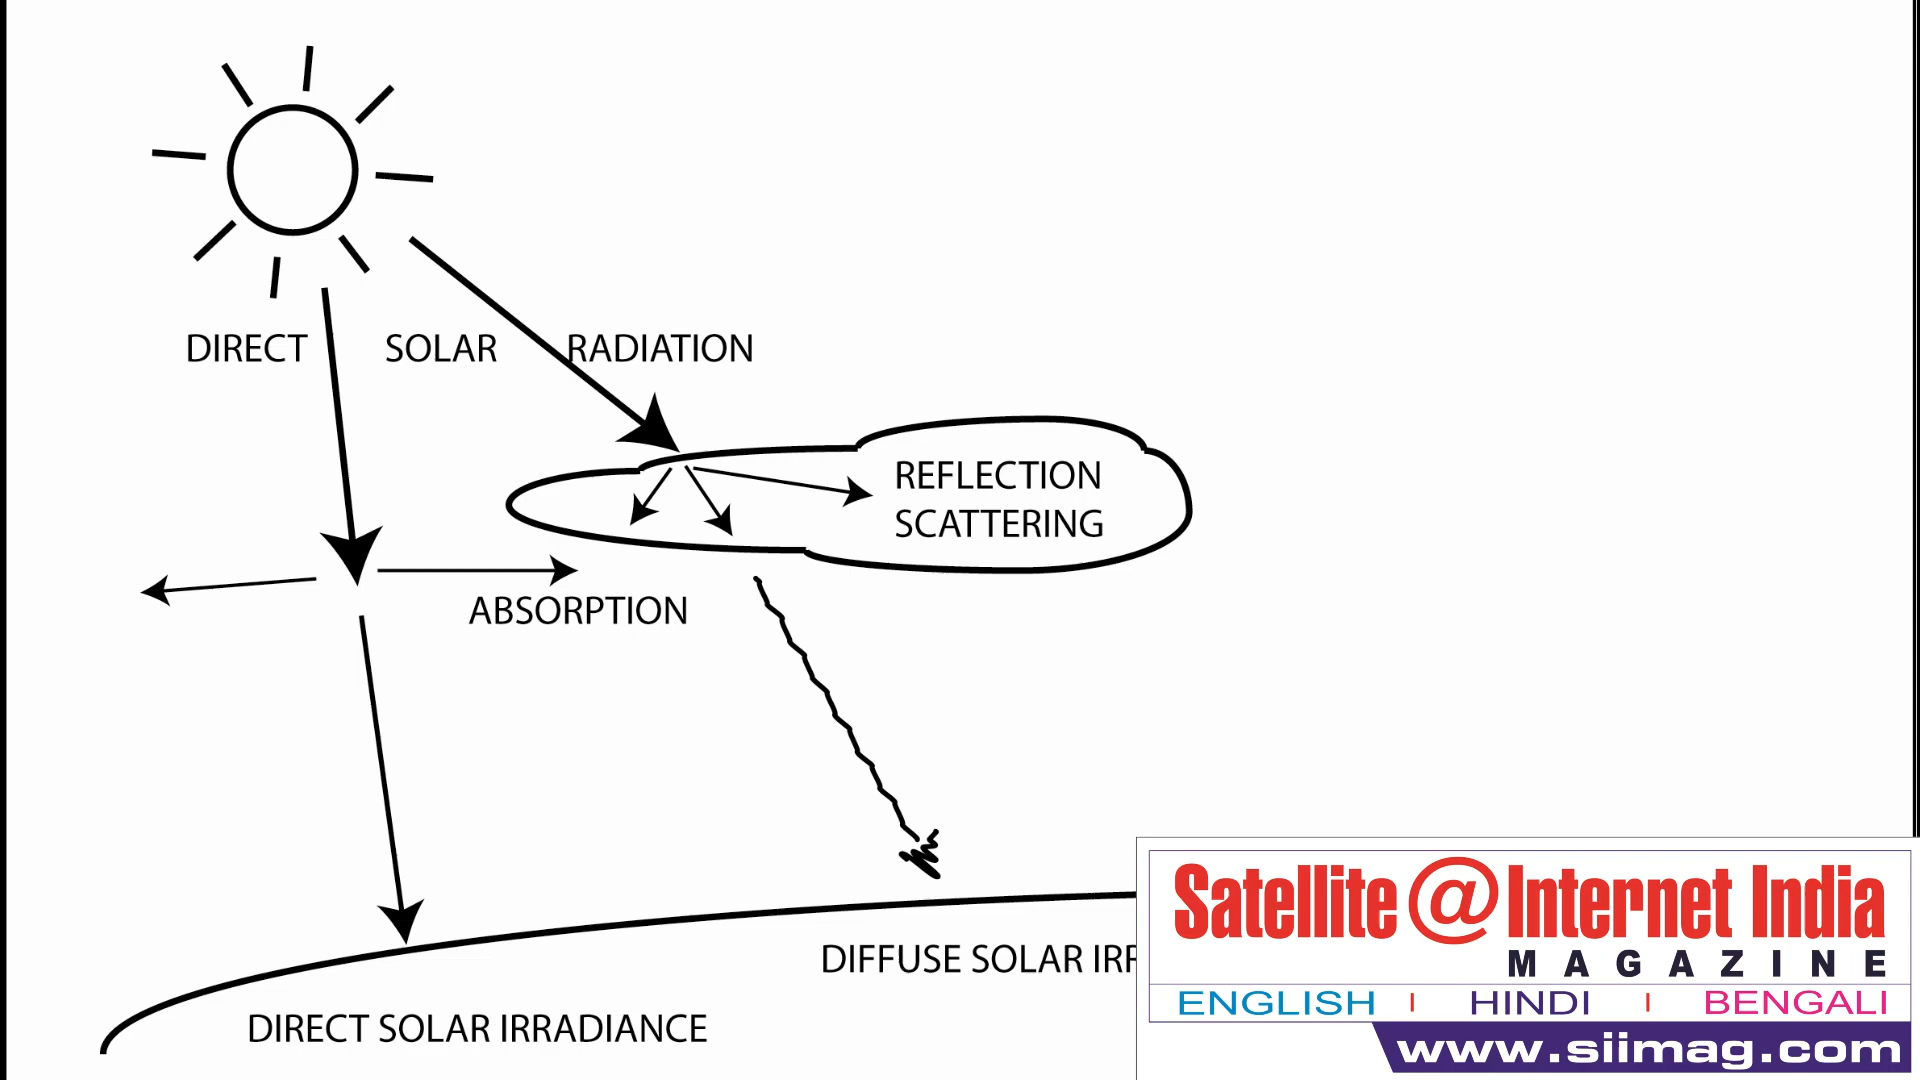 DIRECT SOLAR RADIATION
REFLECTION
SCATTERING
ABSORPTION
DIFFUSE SOLAR
DIRECT SOLAR IRRADIANCE
Satellite @ Internet India
MAGAZINE
ENGLISH | HINDI | BENGALI
www.siimag.com